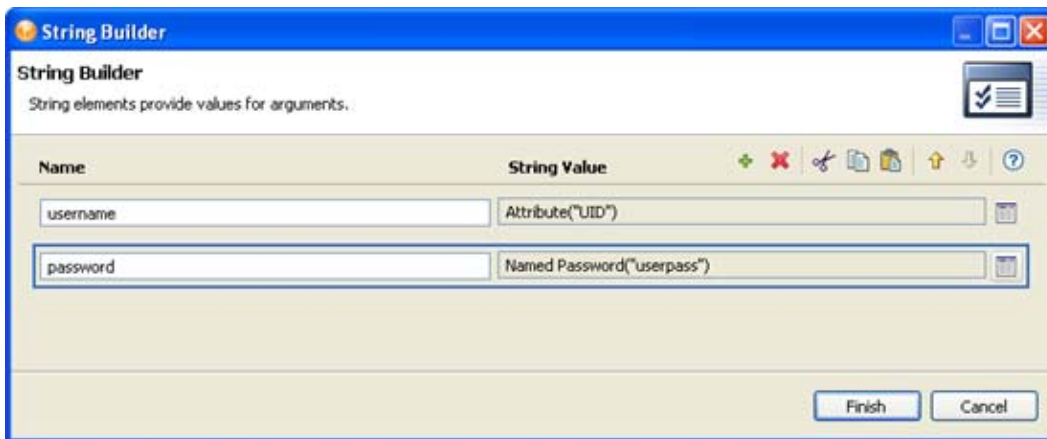 String Builder
String Builder
String elements provide values for arguments.
Name String Value
username Attribute("UID")
password Named Password("userpass")
Finish Cancel